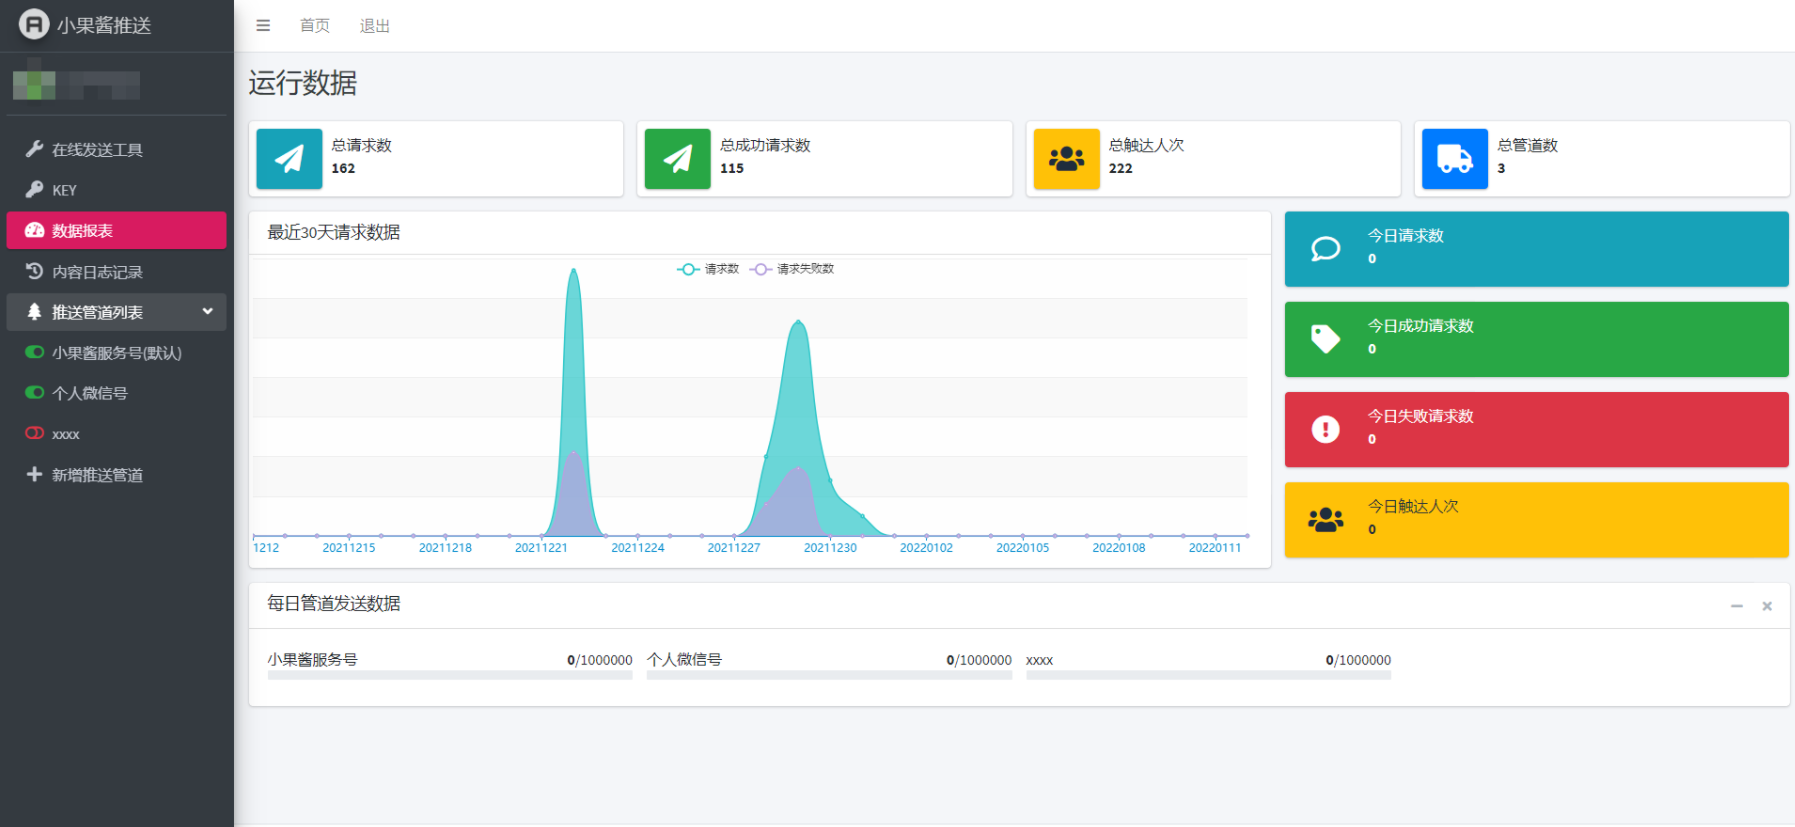 小果酱推送
首页
退出
在线发送工具
KEY
数据报表
内容日志记录
推送管道列表
小果酱服务号(默认)
个人微信号
xxxx
新增推送管道
运行数据
总请求数
162
总成功请求数
115
总触达人次
222
总管道数
3
最近30天请求数据
请求数 请求失败数
1212 20211215 20211218 20211221 20211224 20211227 20211230 20220102 20220105 20220108 20220111
今日请求数
0
今日成功请求数
0
今日失败请求数
0
今日触达人次
0
每日管道发送数据
小果酱服务号 0/1000000
个人微信号 0/1000000
xxxx 0/1000000